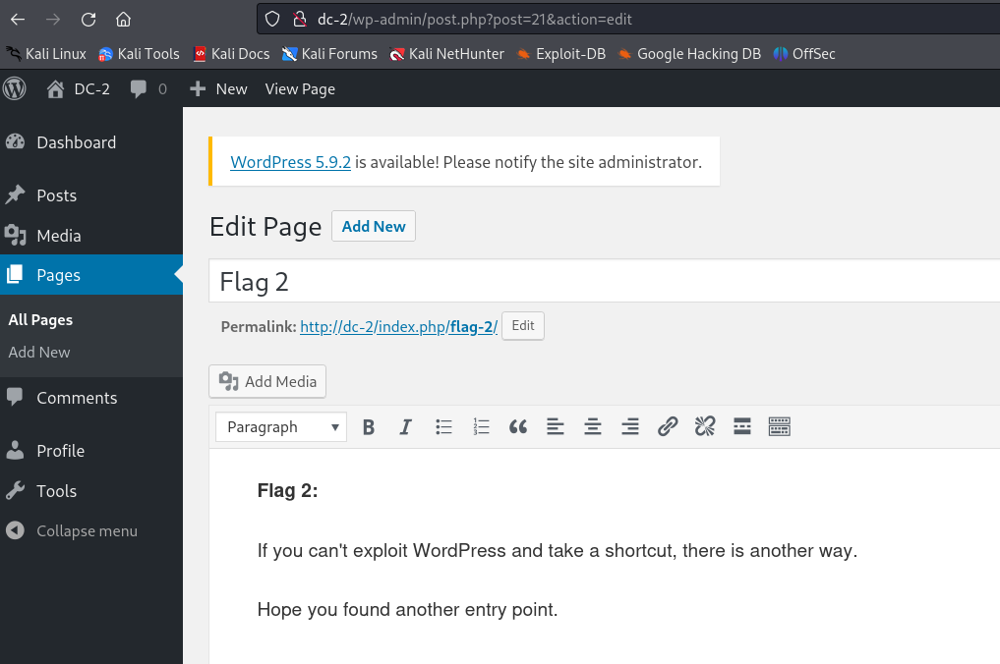 dc-2/wp-admin/post.php?post=21&action=edit
Kali Linux Kali Tools Kali Docs Kali Forums Kali NetHunter Exploit-DB Google Hacking DB OffSec
DC-2 0 New View Page
Dashboard
Posts
Media
Pages
All Pages
Add New
Comments
Profile
Tools
Collapse menu
WordPress 5.9.2 is available! Please notify the site administrator.
Edit Page Add New
Flag 2
Permalink: http://dc-2/index.php/flag-2/ Edit
Add Media
Paragraph
Flag 2:
If you can't exploit WordPress and take a shortcut, there is another way.
Hope you found another entry point.